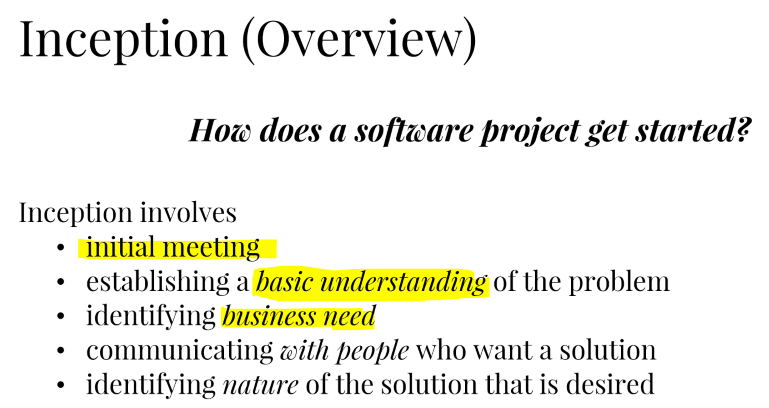 Inception (Overview)
How does a software project get started?
Inception involves
• initial meeting
• establishing a basic understanding of the problem
• identifying business need
• communicating with people who want a solution
• identifying nature of the solution that is desired